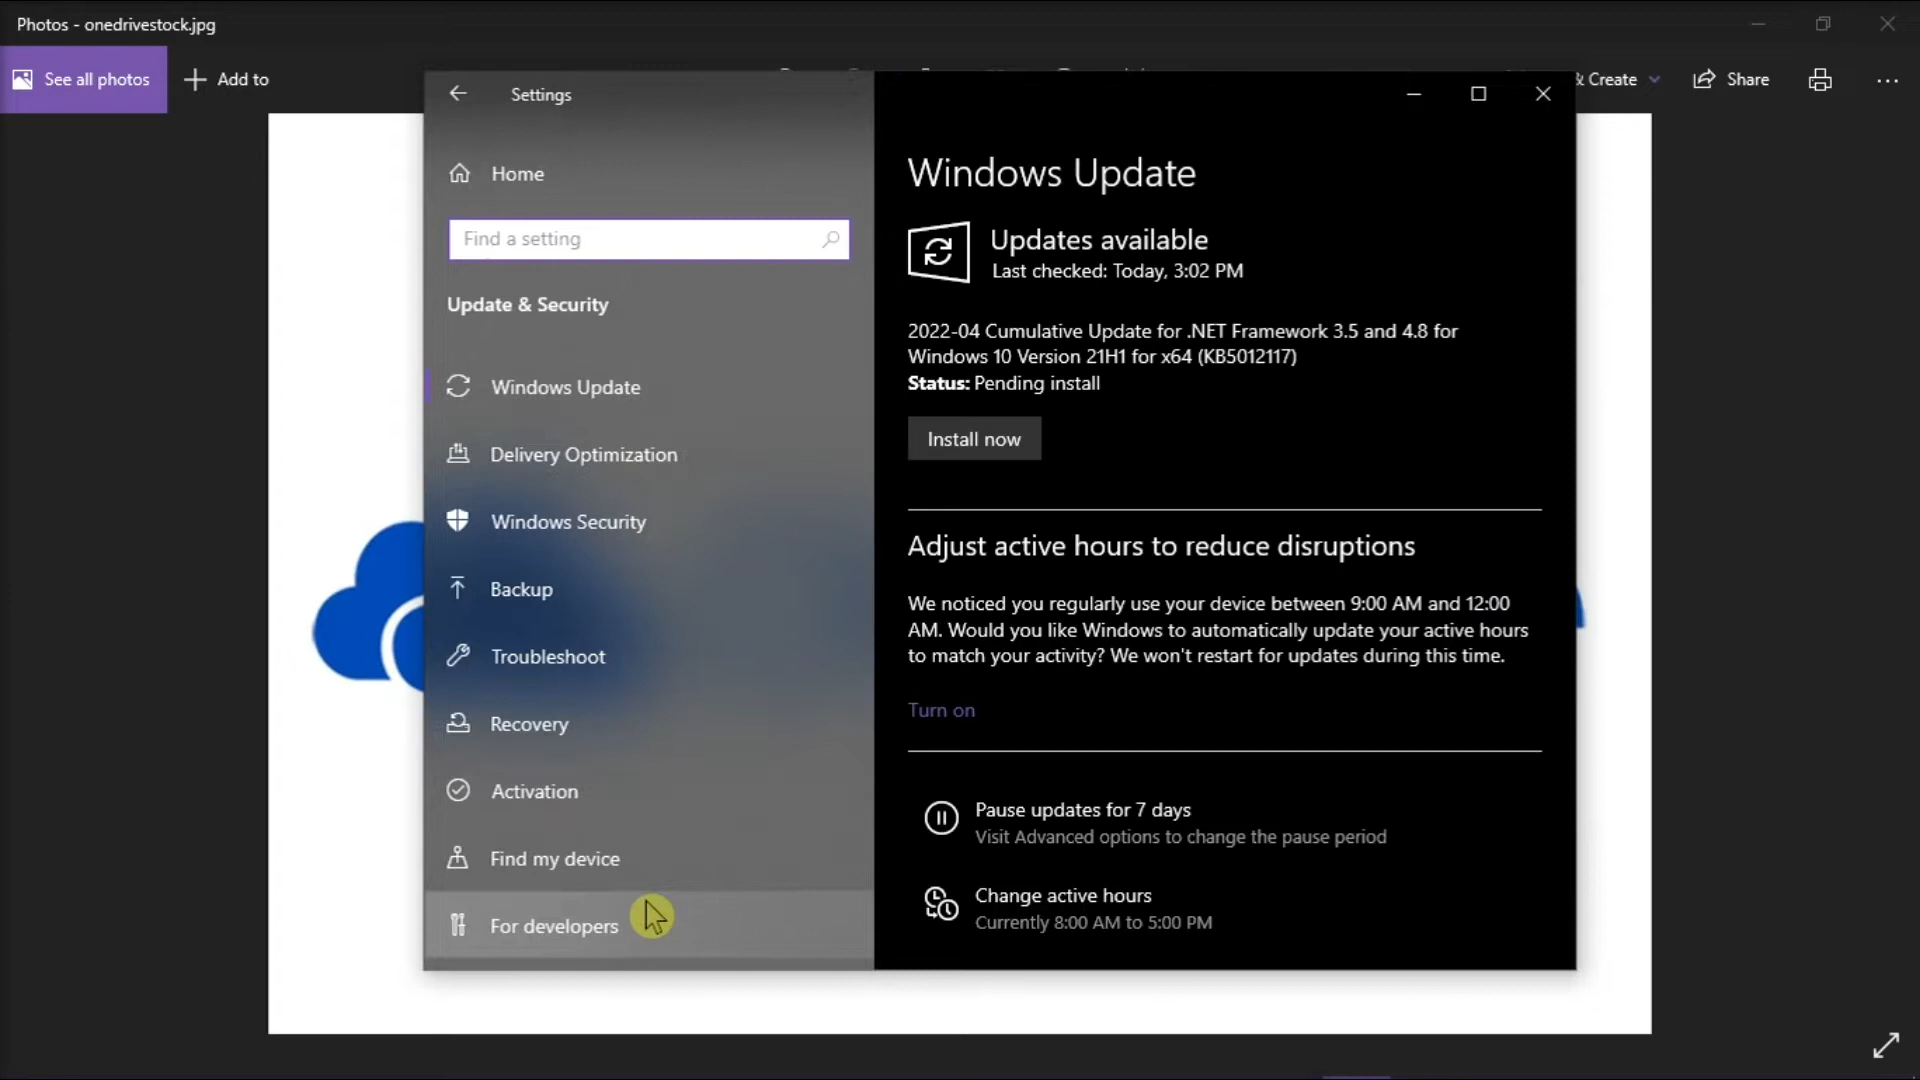 Photos - onedrivestock.jpg
See all photos
Add to
& Create
Share
Settings
Home
Find a setting
Update & Security
Windows Update
Delivery Optimization
Windows Security
Backup
Troubleshoot
Recovery
Activation
Find my device
For developers
Windows Update
Updates available
Last checked: Today, 3:02 PM
2022-04 Cumulative Update for .NET Framework 3.5 and 4.8 for
Windows 10 Version 21H1 for x64 (KB5012117)
Status: Pending install
Install now
Adjust active hours to reduce disruptions
We noticed you regularly use your device between 9:00 AM and 12:00
AM. Would you like Windows to automatically update your active hours
to match your activity? We won't restart for updates during this time.
Turn on
Pause updates for 7 days
Visit Advanced options to change the pause period
Change active hours
Currently 8:00 AM to 5:00 PM